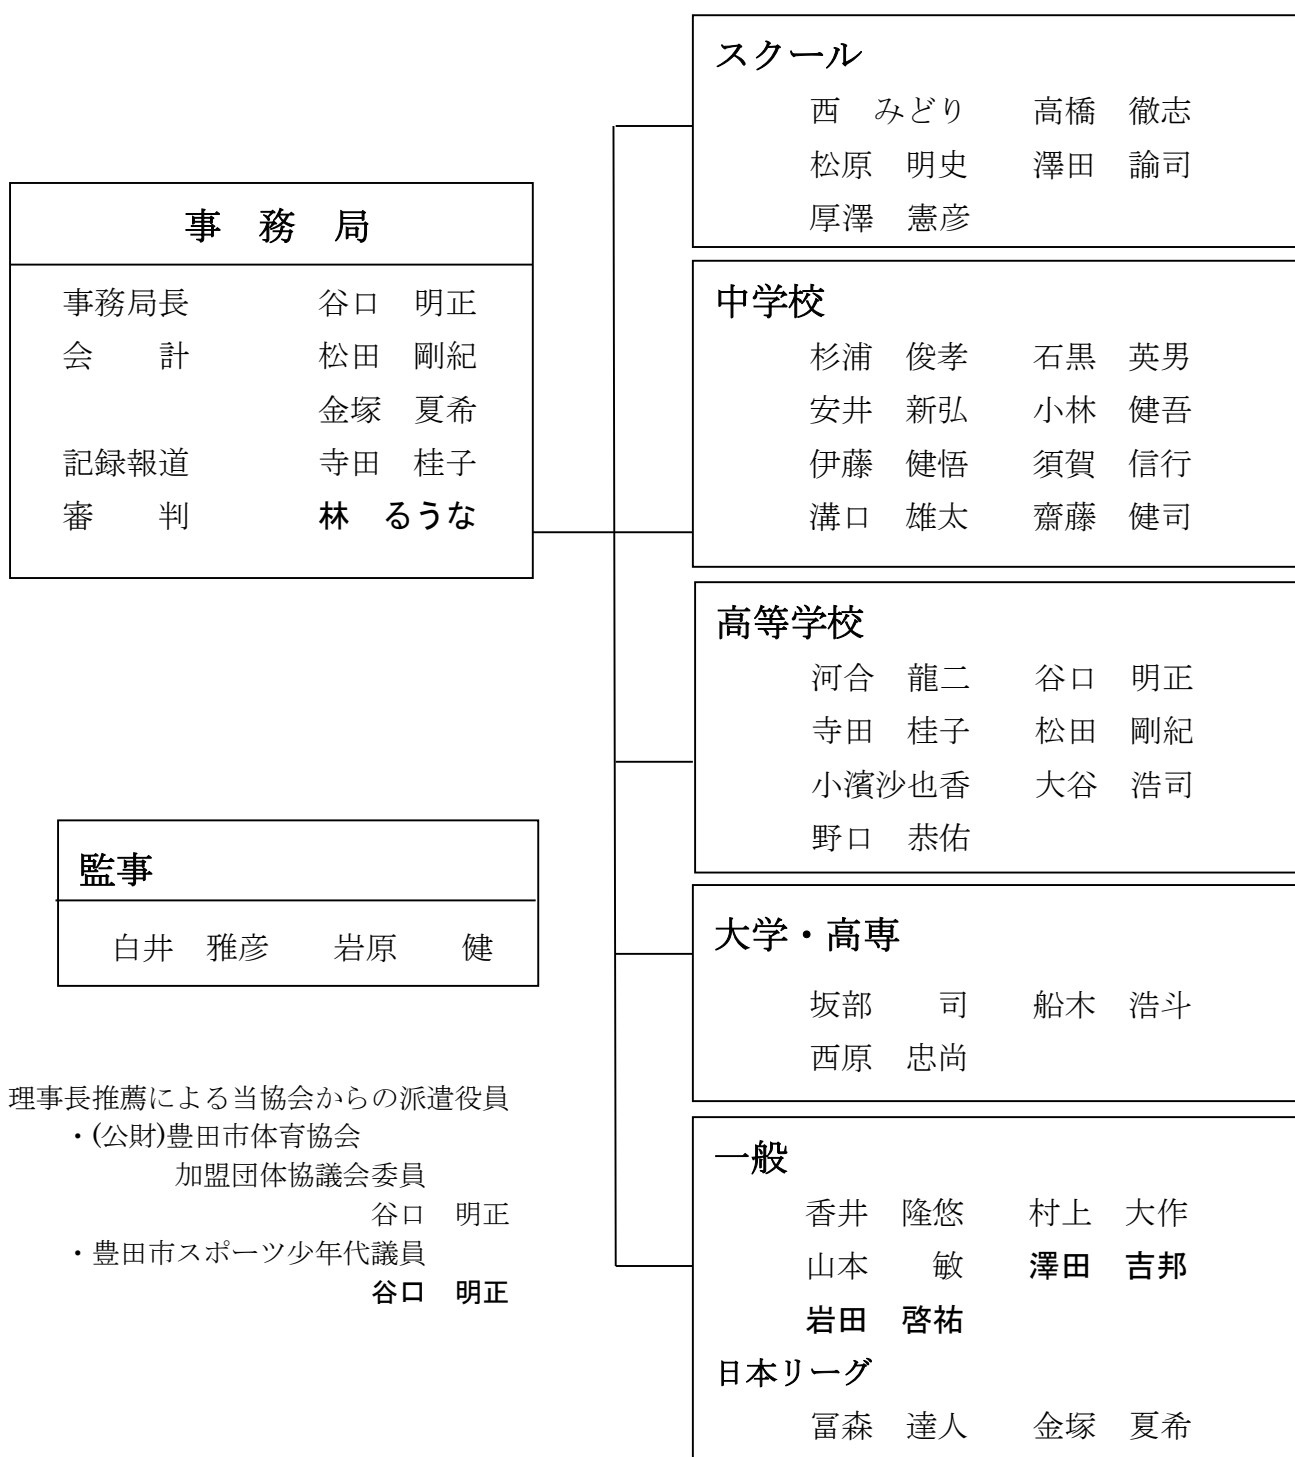 事　務　局
事務局長　谷口　明正
会　　計　松田　剛紀
金塚　夏希
記録報道　寺田　桂子
審　　判　林　るうな
監事
白井　雅彦　岩原　　健
理事長推薦による当協会からの派遣役員
・(公財)豊田市体育協会
加盟団体協議会委員
谷口　明正
・豊田市スポーツ少年代議員
谷口　明正
スクール
西　みどり　高橋　徹志
松原　明史　澤田　諭司
厚澤　憲彦
中学校
杉浦　俊孝　石黒　英男
安井　新弘　小林　健吾
伊藤　健悟　須賀　信行
溝口　雄太　齋藤　健司
高等学校
河合　龍二　谷口　明正
寺田　桂子　松田　剛紀
小濱沙也香　大谷　浩司
野口　恭佑
大学・高専
坂部　　司　船木　浩斗
西原　忠尚
一般
香井　隆悠　村上　大作
山本　　敏　澤田　吉邦
岩田　啓祐
日本リーグ
冨森　達人　金塚　夏希